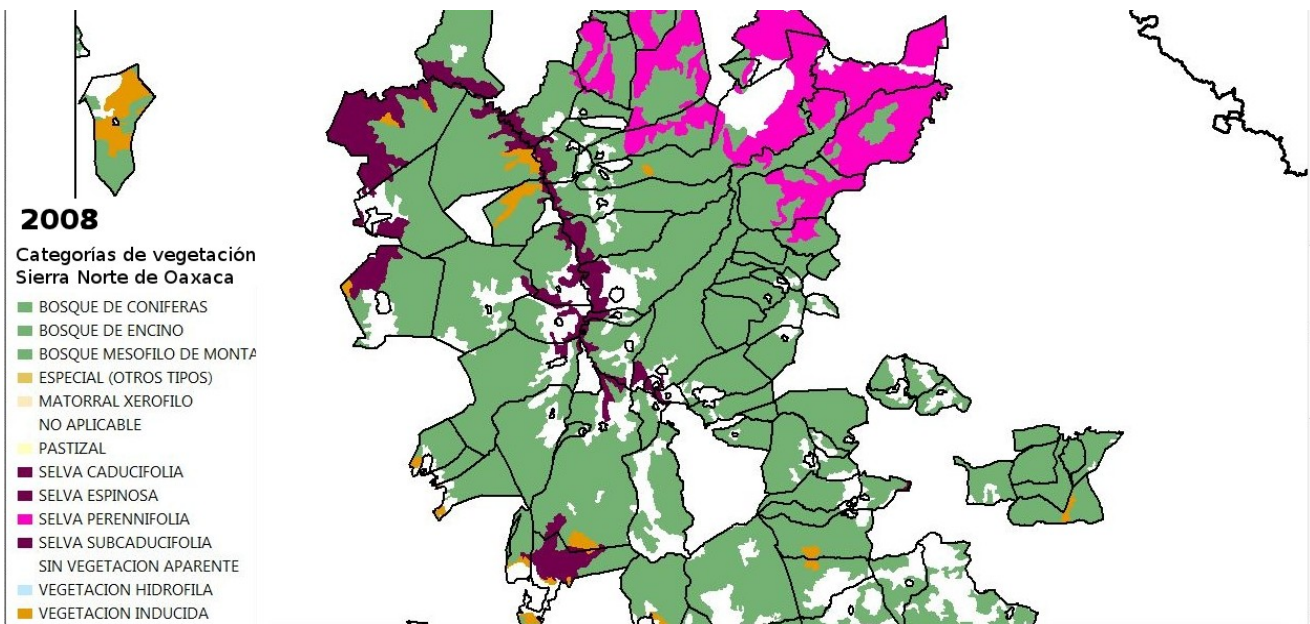 2008
Categorías de vegetación
Sierra Norte de Oaxaca
BOSQUE DE CONIFERAS
BOSQUE DE ENCINO
BOSQUE MESOFILO DE MONTA
ESPECIAL (OTROS TIPOS)
MATORRAL XEROFILO
NO APLICABLE
PASTIZAL
SELVA CADUCIFOLIA
SELVA ESPINOSA
SELVA PERENNIFOLIA
SELVA SUBCADUCIFOLIA
SIN VEGETACION APARENTE
VEGETACION HIDROFILA
VEGETACION INDUCIDA